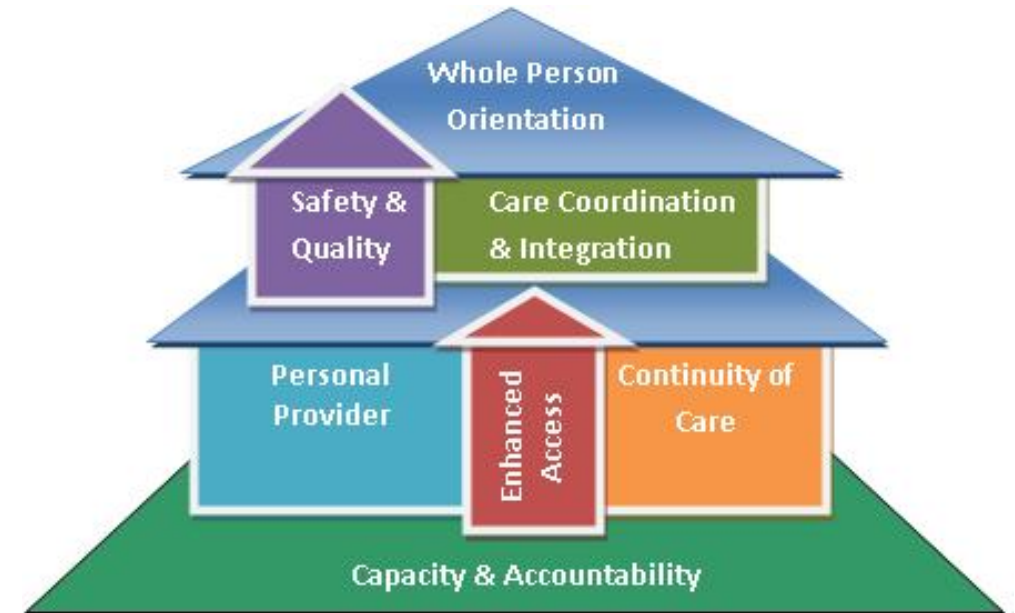 Whole Person
Orientation
Safety &
Quality
Care Coordination
& Integration
Personal
Provider
Enhanced
Access
Continuity of
Care
Capacity & Accountability